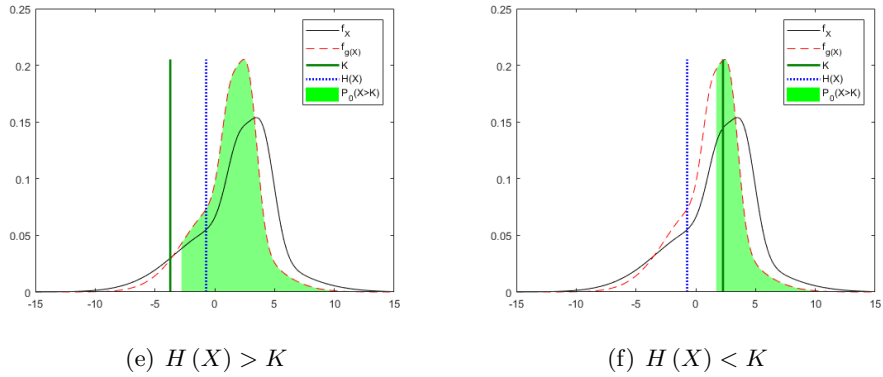 0.25
0.2
0.15
0.1
0.05
0
-15 -10 -5 0 5 10 15
f_X
f_g(X)
K
H(X)
P_0(X>K)
(e) H (X) > K
0.25
0.2
0.15
0.1
0.05
0
-15 -10 -5 0 5 10 15
f_X
f_g(X)
K
H(X)
P_0(X>K)
(f) H (X) < K